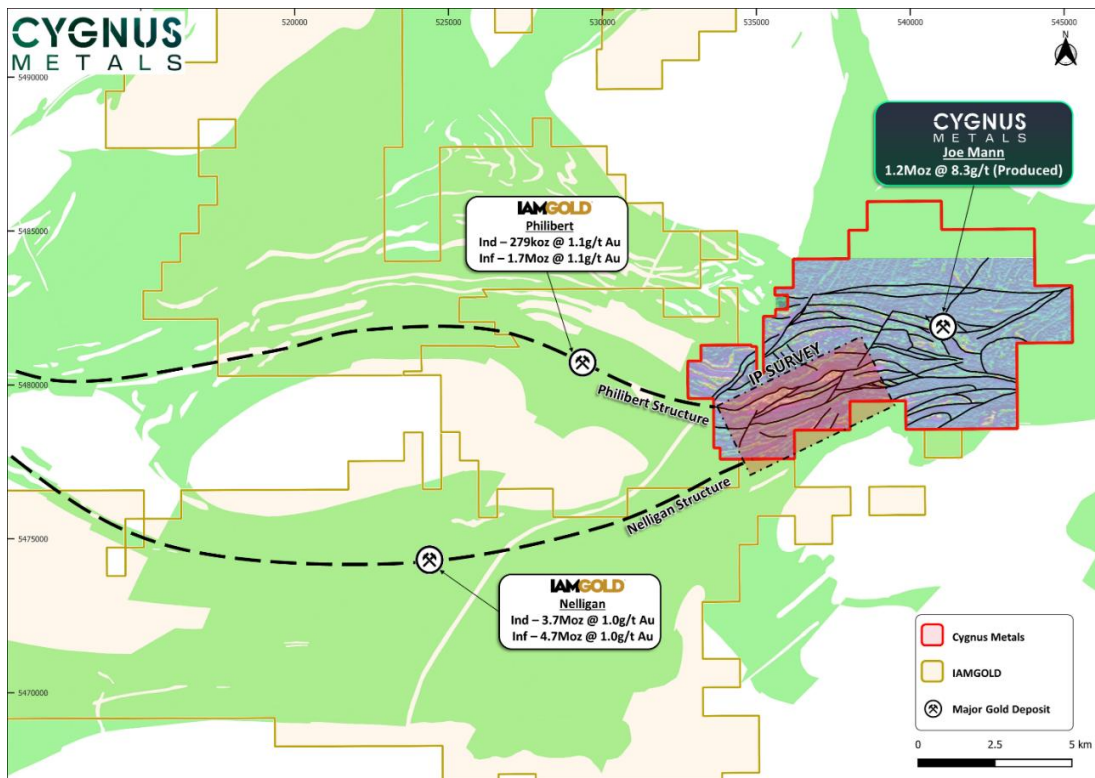 CYGNUS
METALS
520000
525000
530000
535000
540000
545000
N
5490000
5485000
5480000
5475000
5470000
CYGNUS
METALS
Joe Mann
1.2Moz @ 8.3g/t (Produced)
IAMGOLD
Philibert
Ind – 279koz @ 1.1g/t Au
Inf – 1.7Moz @ 1.1g/t Au
IP SURVEY
Philibert Structure
Nelligan Structure
IAMGOLD
Nelligan
Ind – 3.7Moz @ 1.0g/t Au
Inf – 4.7Moz @ 1.0g/t Au
Cygnus Metals
IAMGOLD
Major Gold Deposit
0 2.5 5 km